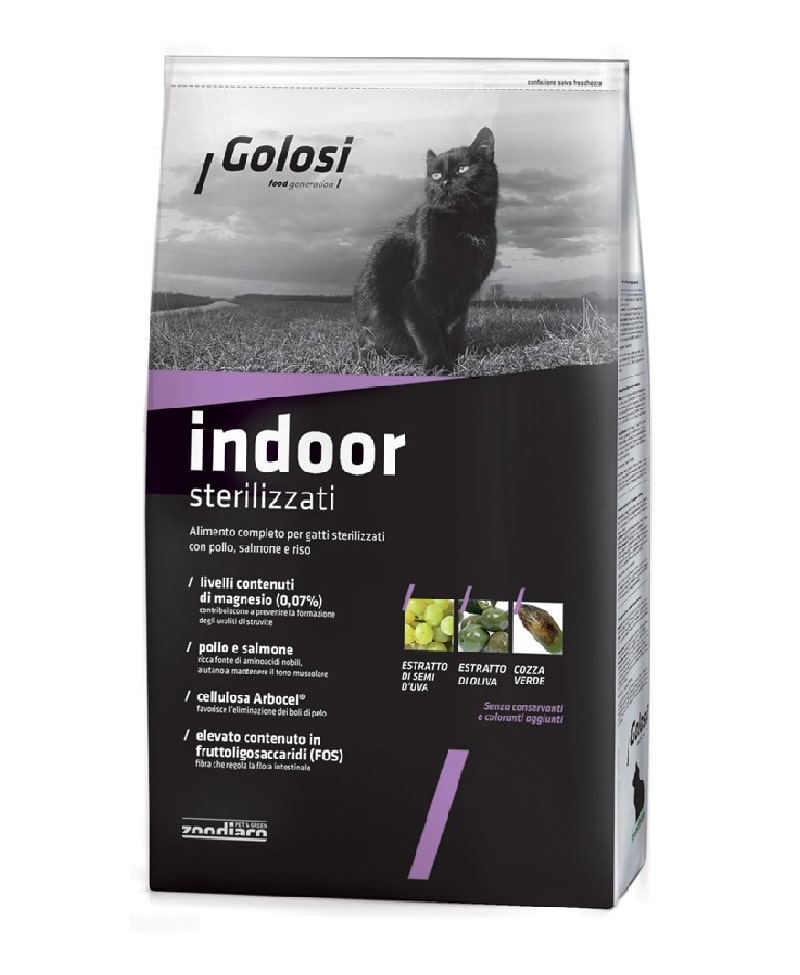 confezione salva freschezza
Golosi
food generation
indoor
sterilizzati
Alimento completo per gatti sterilizzati
con pollo, salmone e riso
/ livelli contenuti
di magnesio (0,07%)
contribuiscono a prevenire la formazione
degli uroliti di struvite
/ pollo e salmone
ricca fonte di aminoacidi nobili,
aiutano a mantenere il tono muscolare
/ cellulosa Arbocel®
favorisce l'eliminazione dei boli di pelo
/ elevato contenuto in
fruttoligosaccaridi (FOS)
fibra che regola la flora intestinale
ESTRATTO
DI SEMI
D'UVA
ESTRATTO
DI OLIVA
COZZA
VERDE
Senza conservanti
e coloranti aggiunti
PET & GREEN
zoodiaco
Golosi